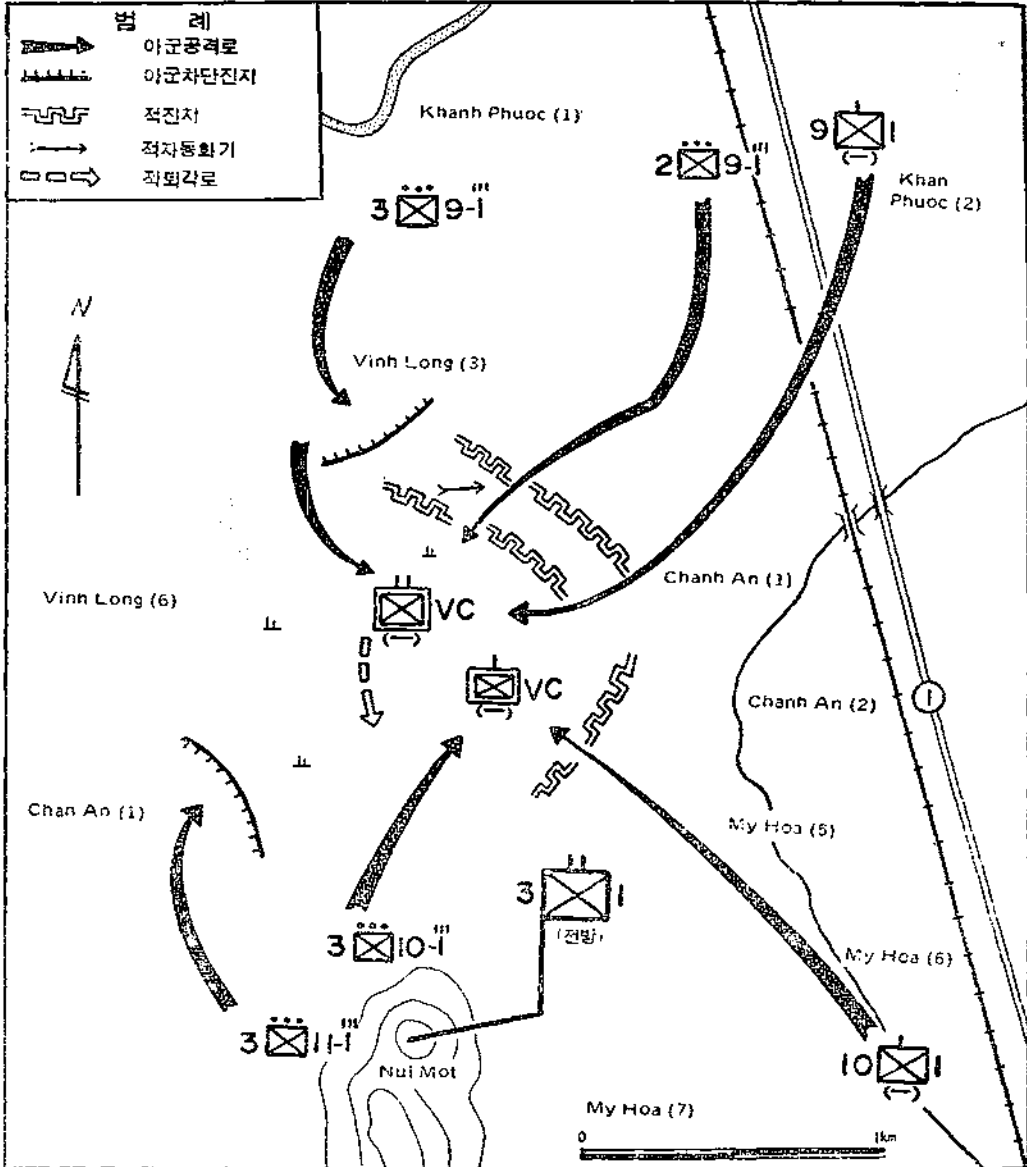 범 례
아군공격로
아군차단진지
적진지
적자동화기
적퇴각로
Khanh Phuoc (1)
9 1
(—)
2 9-1
Khan
Phuoc (2)
3 9-1
N
Vinh Long (3)
Chanh An (1)
Vinh Long (6)
VC
(—)
VC
(—)
Chanh An (2)
1
Chan An (1)
My Hoa (5)
3 1
(전방)
3 10-1
My Hoa (6)
3 11-1
Nui Mot
10 1
(—)
My Hoa (7)
0 1km